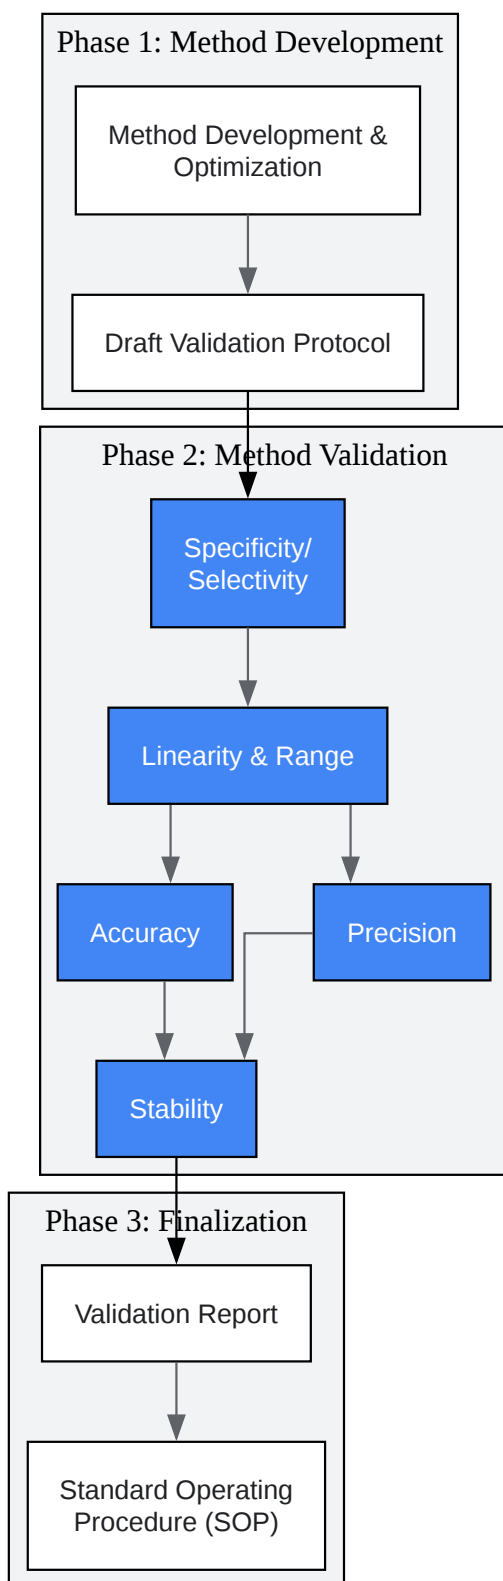 Phase 1: Method Development
Method Development &
Optimization
Draft Validation Protocol
Phase 2: Method Validation
Specificity/
Selectivity
Linearity & Range
Accuracy
Precision
Stability
Phase 3: Finalization
Validation Report
Standard Operating
Procedure (SOP)